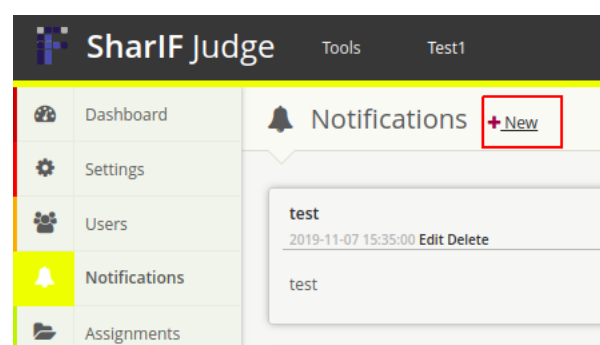 SharIF Judge Tools Test1
Dashboard
Settings
Users
Notifications
Assignments
Notifications +New
test
2019-11-07 15:35:00 Edit Delete
test